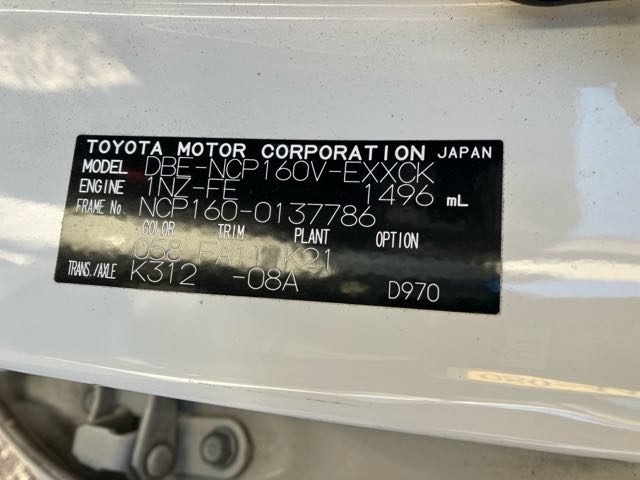 TOYOTA MOTOR CORPORATION JAPAN
MODEL DBE-NCP160V-EXXCK
ENGINE 1NZ-FE 1496 mL
FRAME No. NCP160-0137786
COLOR TRIM PLANT OPTION
058 FA11 K21
TRANS./AXLE K312 -08A D970